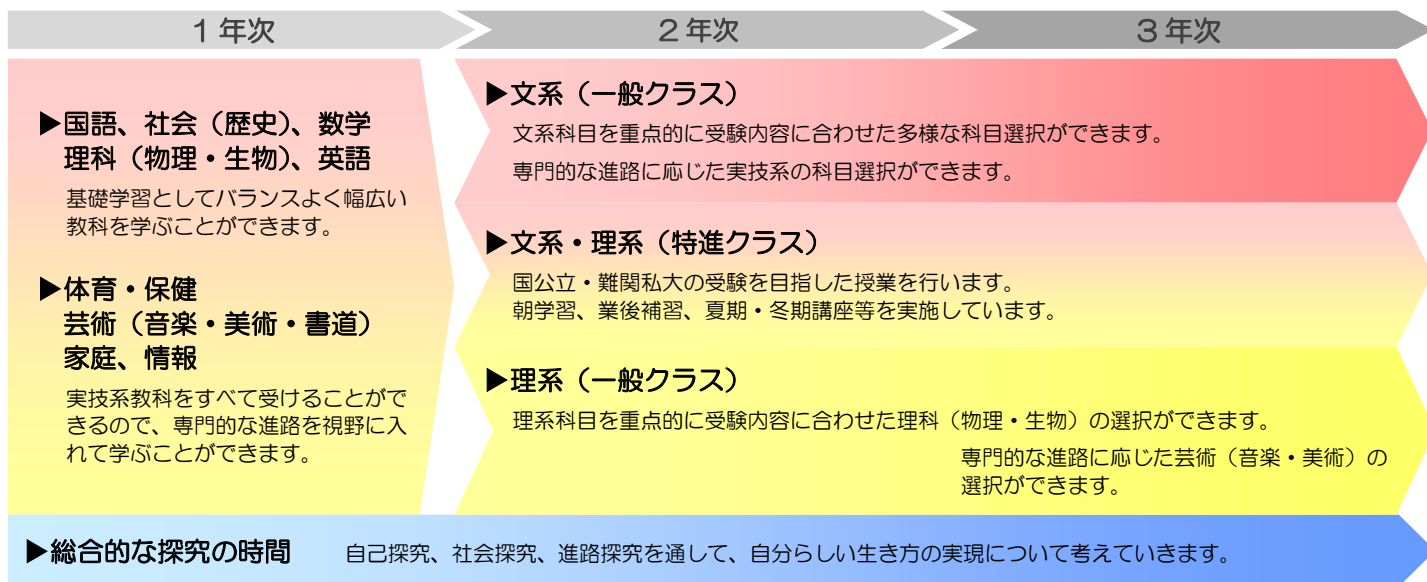 1年次
2年次
3年次
▶国語、社会（歴史）、数学
理科（物理・生物）、英語
基礎学習としてバランスよく幅広い
教科を学ぶことができます。
▶体育・保健
芸術（音楽・美術・書道）
家庭、情報
実技系教科をすべて受けることがで
きるので、専門的な進路を視野に入
れて学ぶことができます。
▶文系（一般クラス）
文系科目を重点的に受験内容に合わせた多様な科目選択ができます。
専門的な進路に応じた実技系の科目選択ができます。
▶文系・理系（特進クラス）
国公立・難関私大の受験を目指した授業を行います。
朝学習、業後補習、夏期・冬期講座等を実施しています。
▶理系（一般クラス）
理系科目を重点的に受験内容に合わせた理科（物理・生物）の選択ができます。
専門的な進路に応じた芸術（音楽・美術）の
選択ができます。
▶総合的な探究の時間 自己探究、社会探究、進路探究を通して、自分らしい生き方の実現について考えていきます。